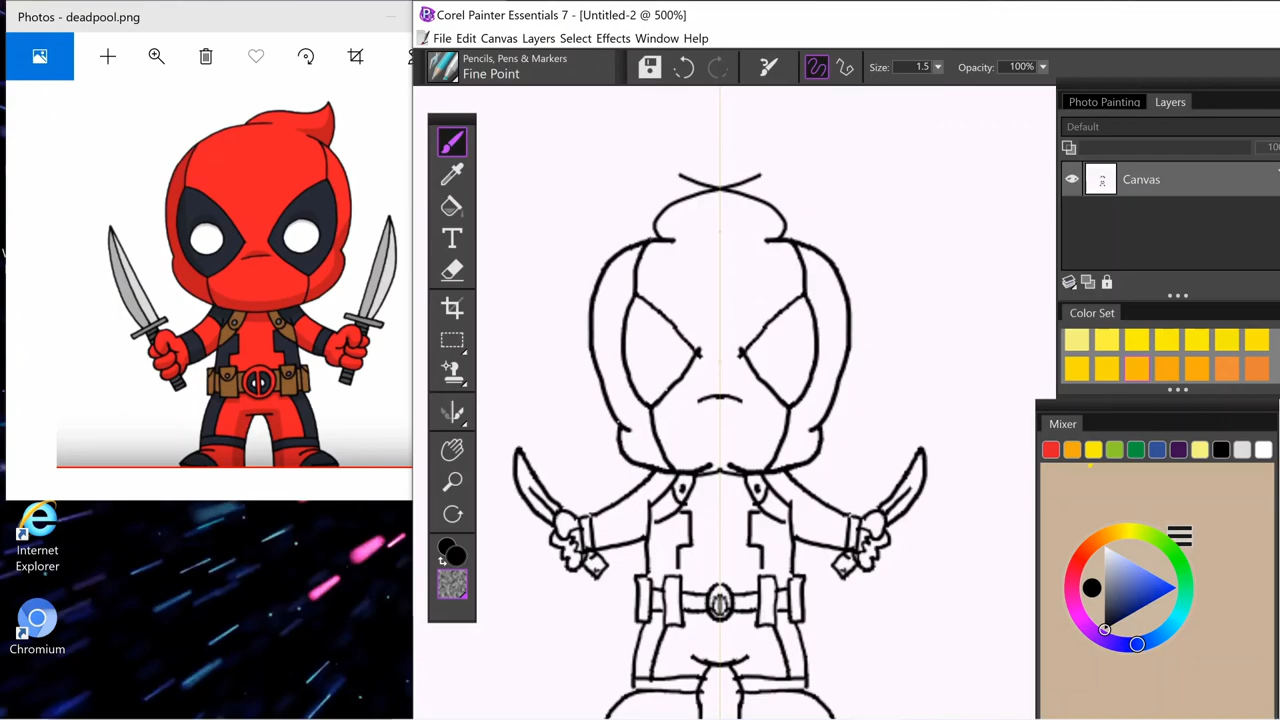 Photos - deadpool.png
Corel Painter Essentials 7 - [Untitled-2 @ 500%]
File Edit Canvas Layers Select Effects Window Help
Pencils, Pens & Markers
Fine Point
Size: 1.5
Opacity: 100%
Photo Painting
Layers
Default
Canvas
Color Set
Mixer
Internet
Explorer
Chromium